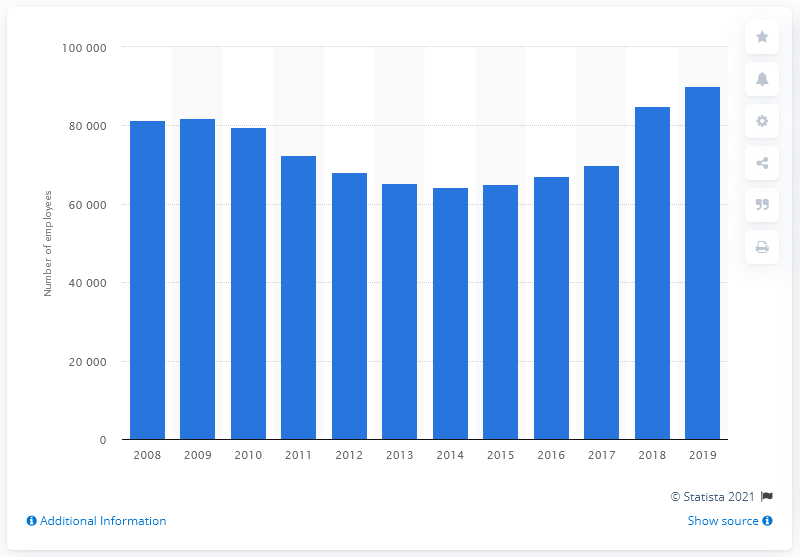 100 000
80 000
60 000
40 000
20 000
0
Number of employees
2008 2009 2010 2011 2012 2013 2014 2015 2016 2017 2018 2019
© Statista 2021
Additional Information Show source